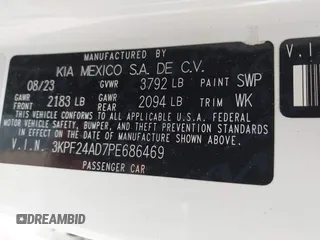 MANUFACTURED BY
KIA MEXICO S.A. DE C.V.
08/23 GVWR 3792 LB PAINT SWP
GAWR FRONT 2183 LB GAWR REAR 2094 LB TRIM WK
THIS VEHICLE CONFORMS TO ALL APPLICABLE
U.S. FEDERAL MOTOR VEHICLE SAFETY, BUMPER,
AND THEFT PREVENTION STANDARDS IN EFFECT
ON THE DATE OF MANUFACTURE SHOWN ABOVE.
V.I.N. 3KPF24AD7PE686469
PASSENGER CAR
V.I.
DEALERSHIP AUCTION